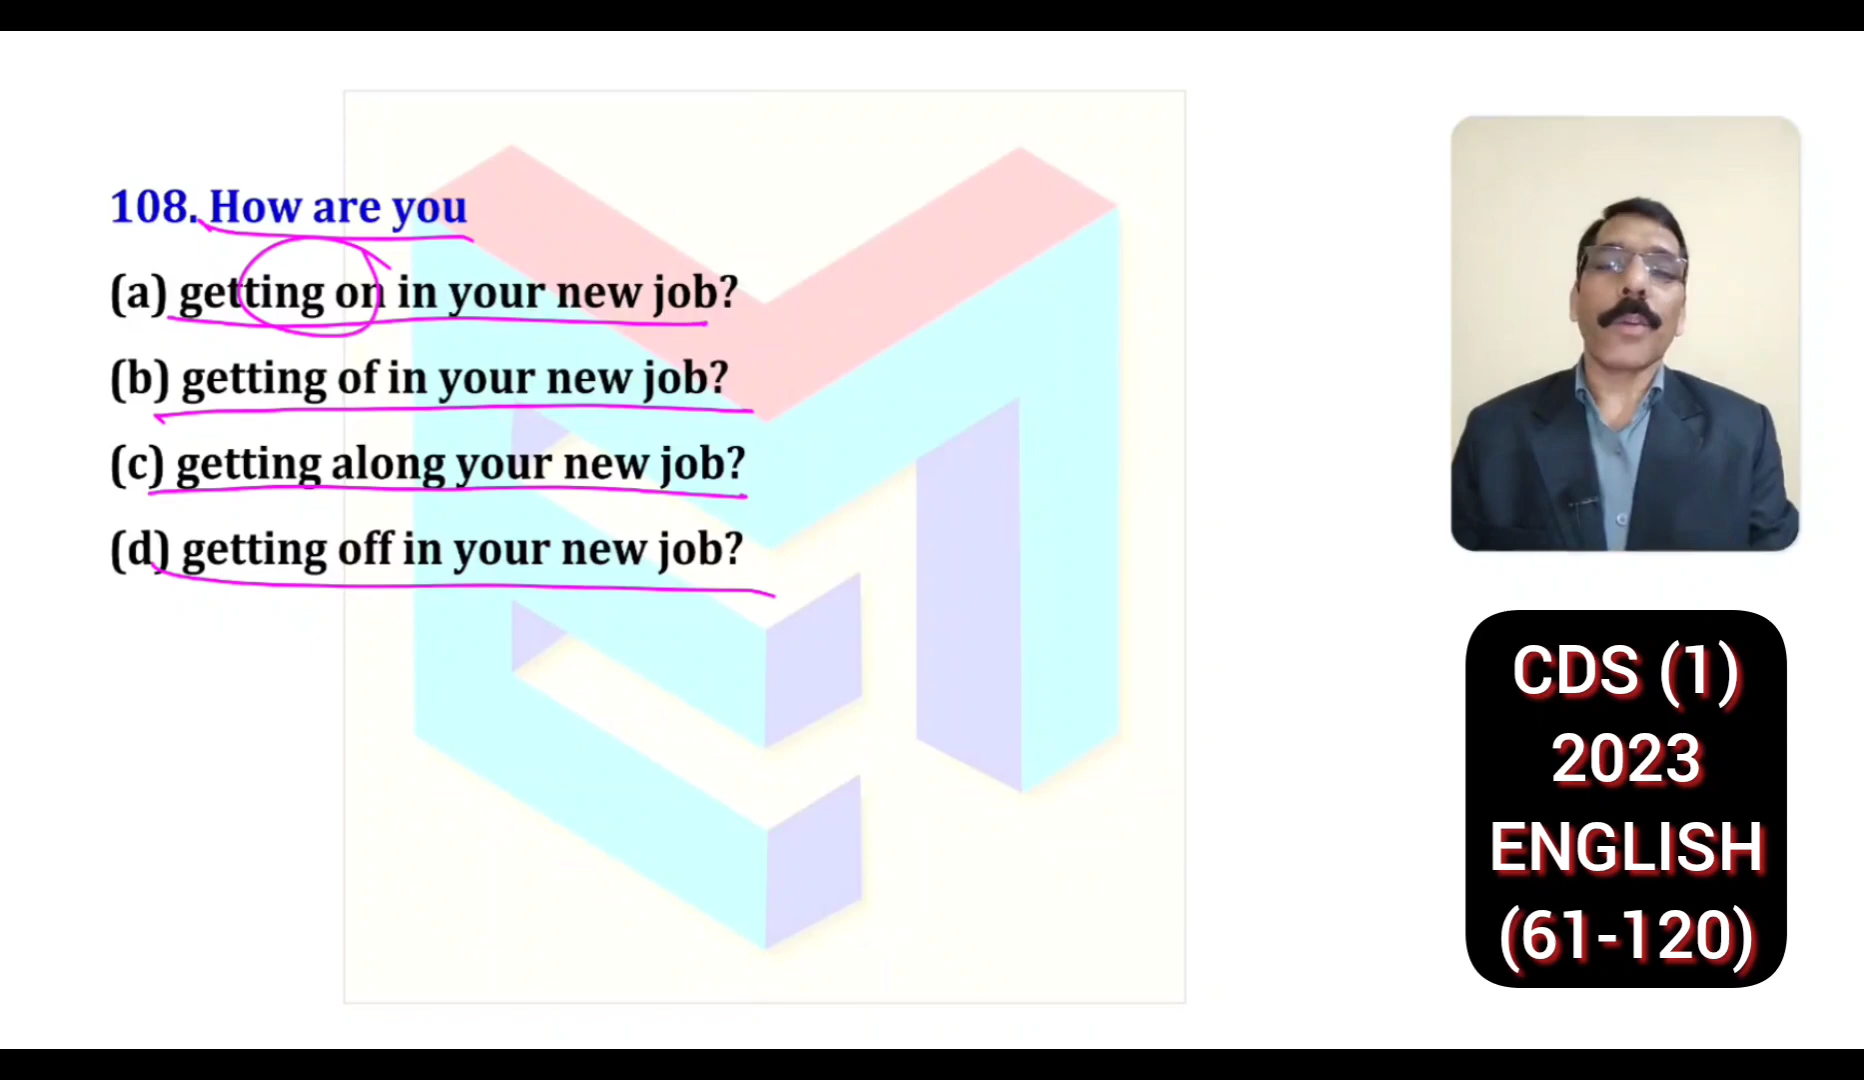 108. How are you
(a) getting on in your new job?
(b) getting of in your new job?
(c) getting along your new job?
(d) getting off in your new job?
CDS (1)
2023
ENGLISH
(61-120)